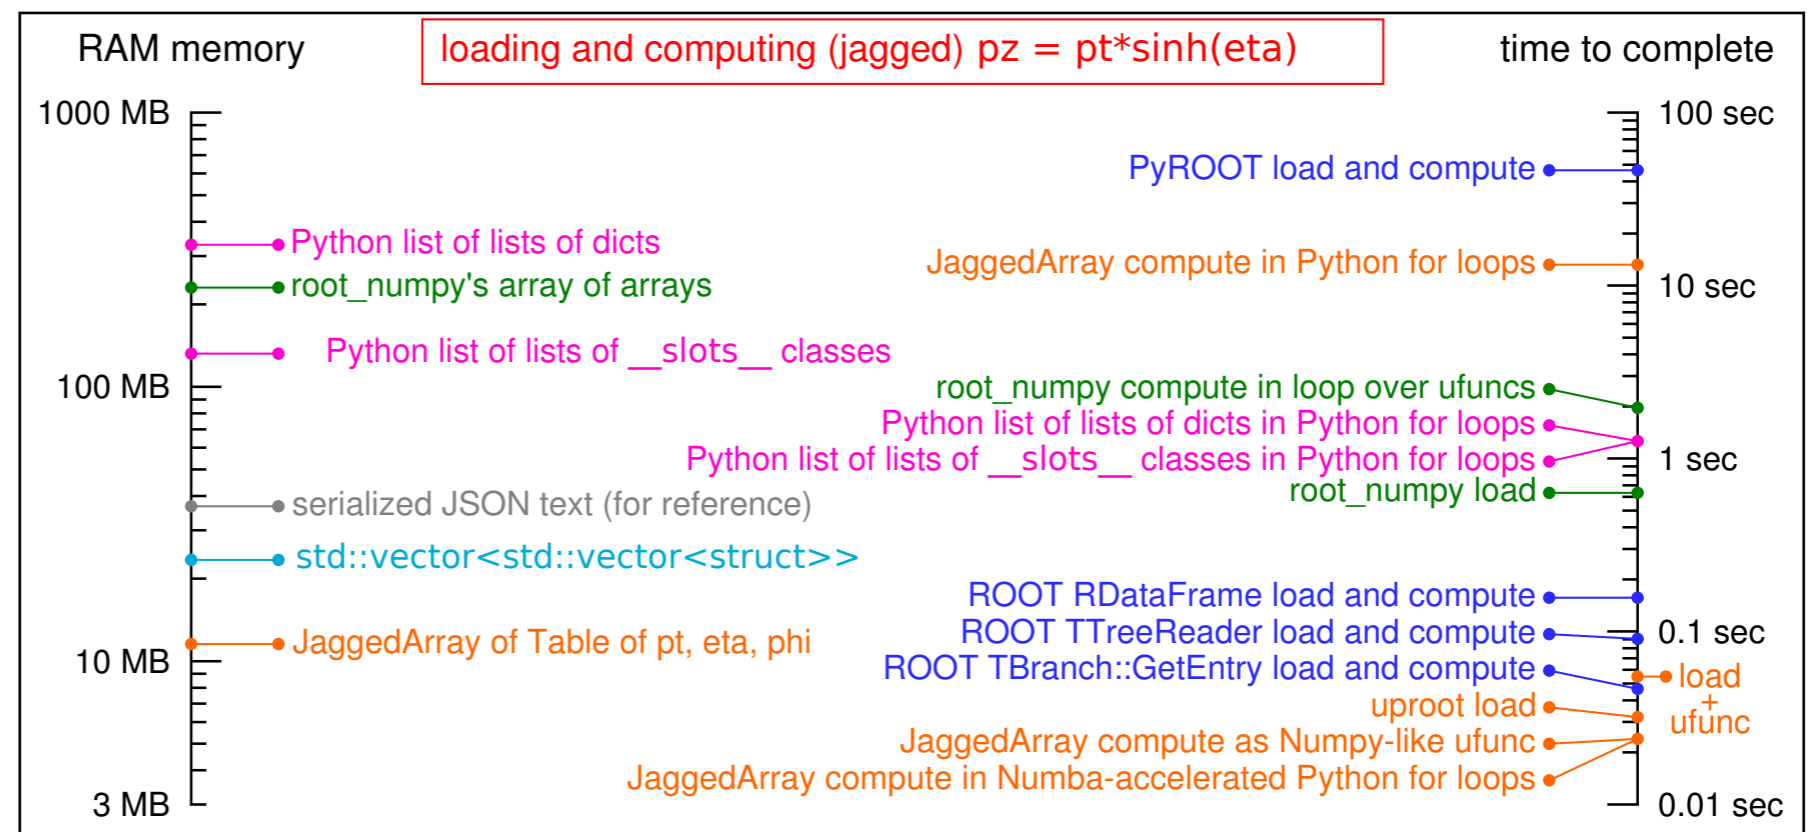 RAM memory
loading and computing (jagged) pz = pt*sinh(eta)
time to complete
1000 MB
100 MB
10 MB
3 MB
Python list of lists of dicts
root_numpy's array of arrays
Python list of lists of __slots__ classes
serialized JSON text (for reference)
std::vector<std::vector<struct>>
JaggedArray of Table of pt, eta, phi
PyROOT load and compute
JaggedArray compute in Python for loops
root_numpy compute in loop over ufuncs
Python list of lists of dicts in Python for loops
Python list of lists of __slots__ classes in Python for loops
root_numpy load
ROOT RDataFrame load and compute
ROOT TTreeReader load and compute
ROOT TBranch::GetEntry load and compute
uproot load
JaggedArray compute as Numpy-like ufunc
JaggedArray compute in Numba-accelerated Python for loops
100 sec
10 sec
1 sec
0.1 sec
load
+
ufunc
0.01 sec